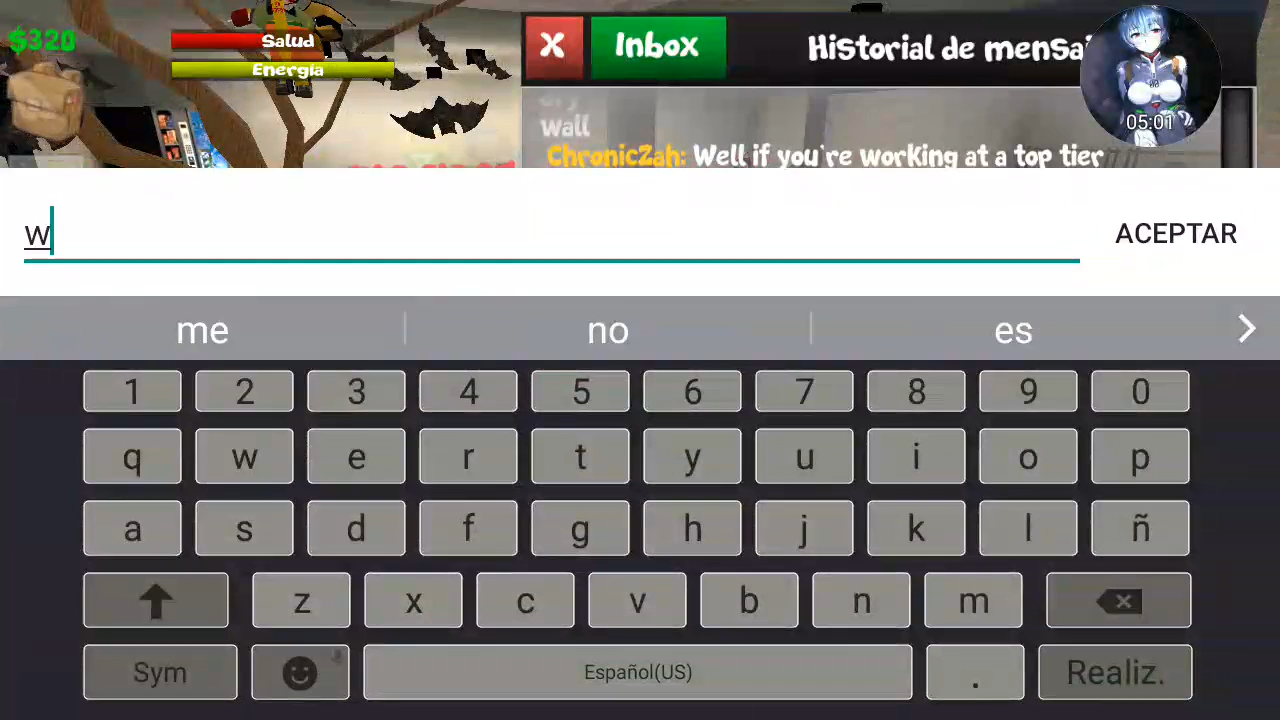 $320
Salud
Energía
X
Inbox
Historial de mensaj
05:01
Wall
ChronicZah: Well if you're working at a top tier
w
ACEPTAR
me
no
es
1 2 3 4 5 6 7 8 9 0
q w e r t y u i o p
a s d f g h j k l ñ
z x c v b n m
Sym
Español(US)
.
Realiz.